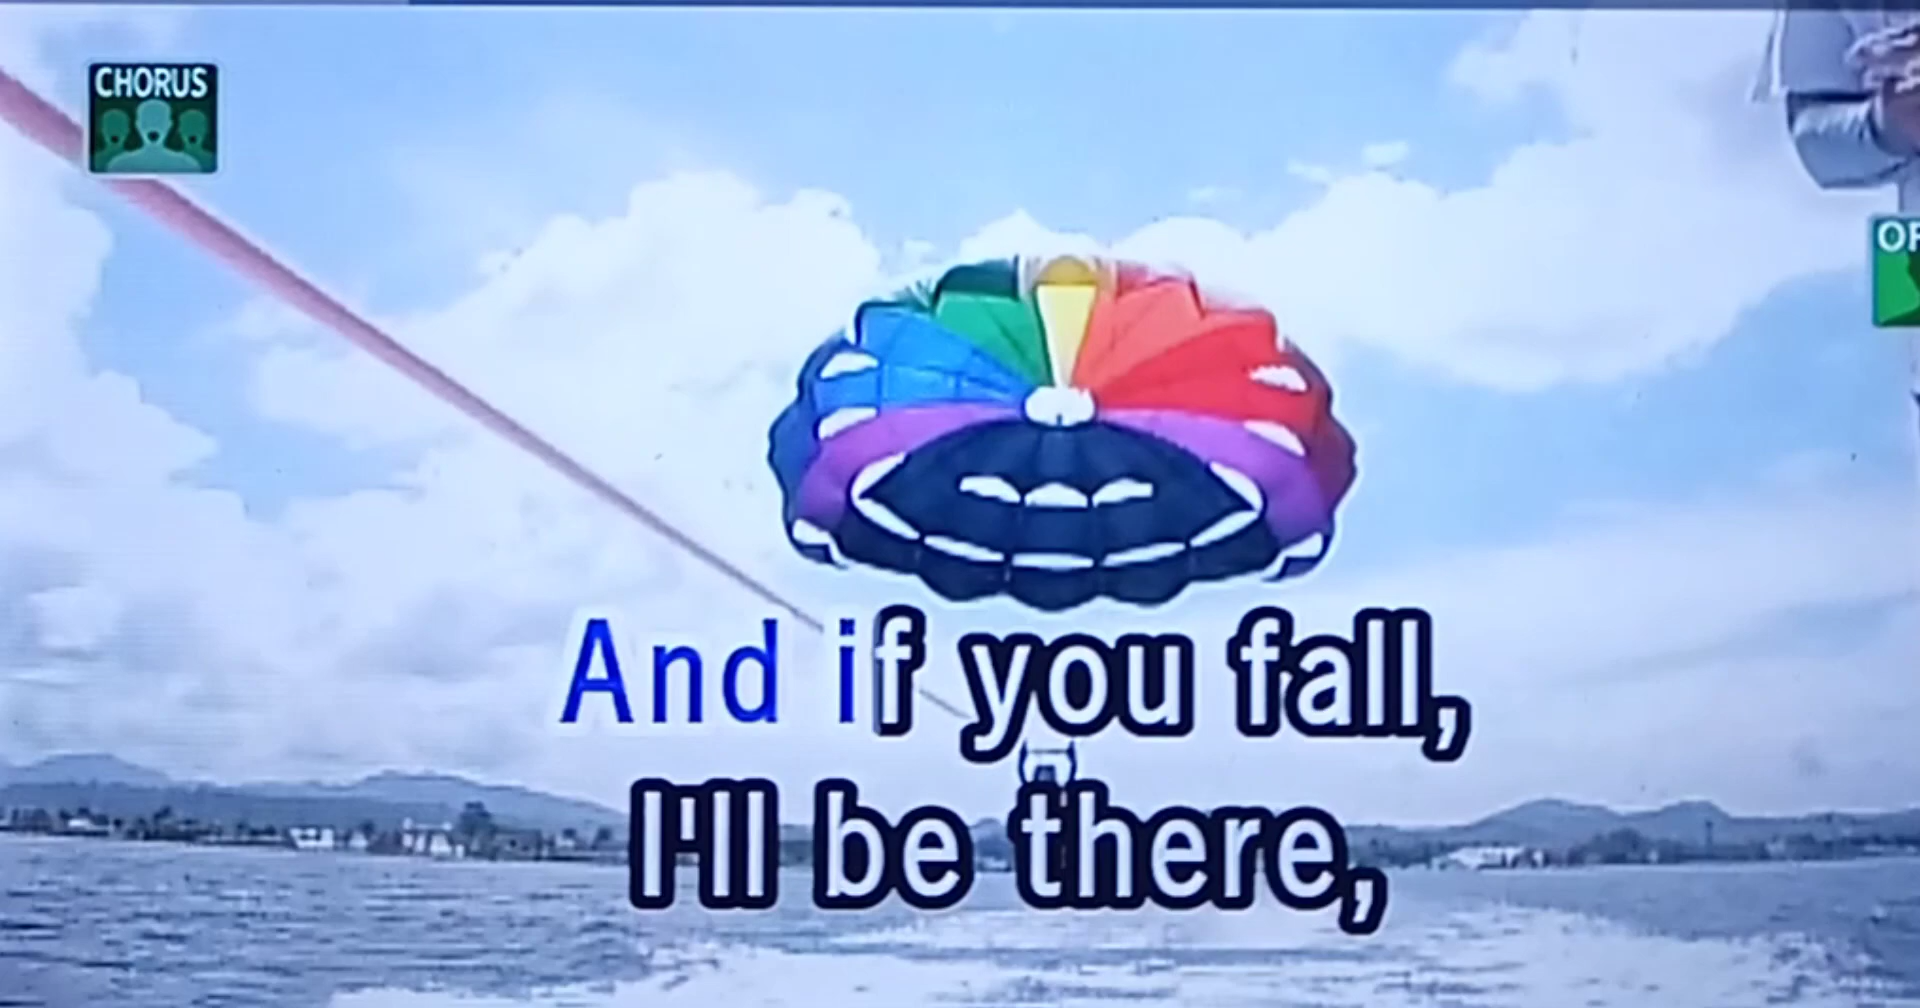 CHORUS
And if you fall,
I'll be there,